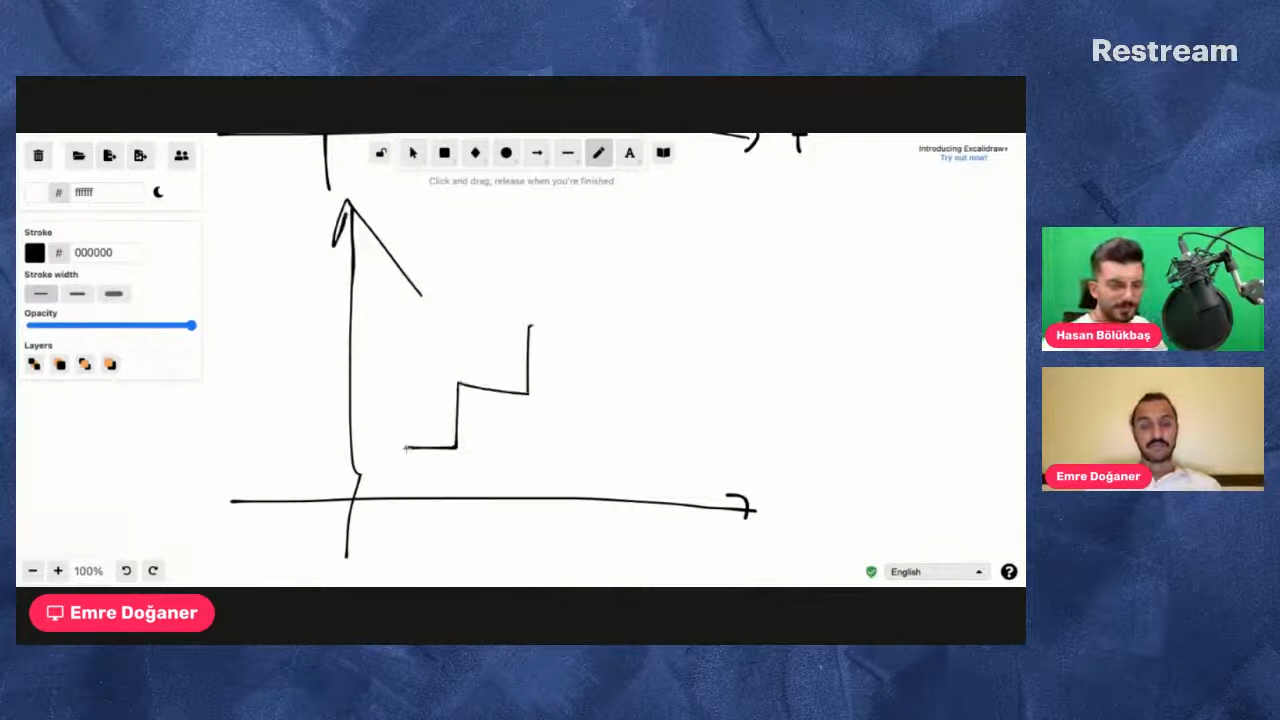 Restream
Introducing Excalidraw+
Try out now!
Click and drag, release when you're finished
# ffffff
Stroke
# 000000
Stroke width
Opacity
Layers
A
Hasan Bölükbaş
Emre Doğaner
100%
English
?
Emre Doğaner